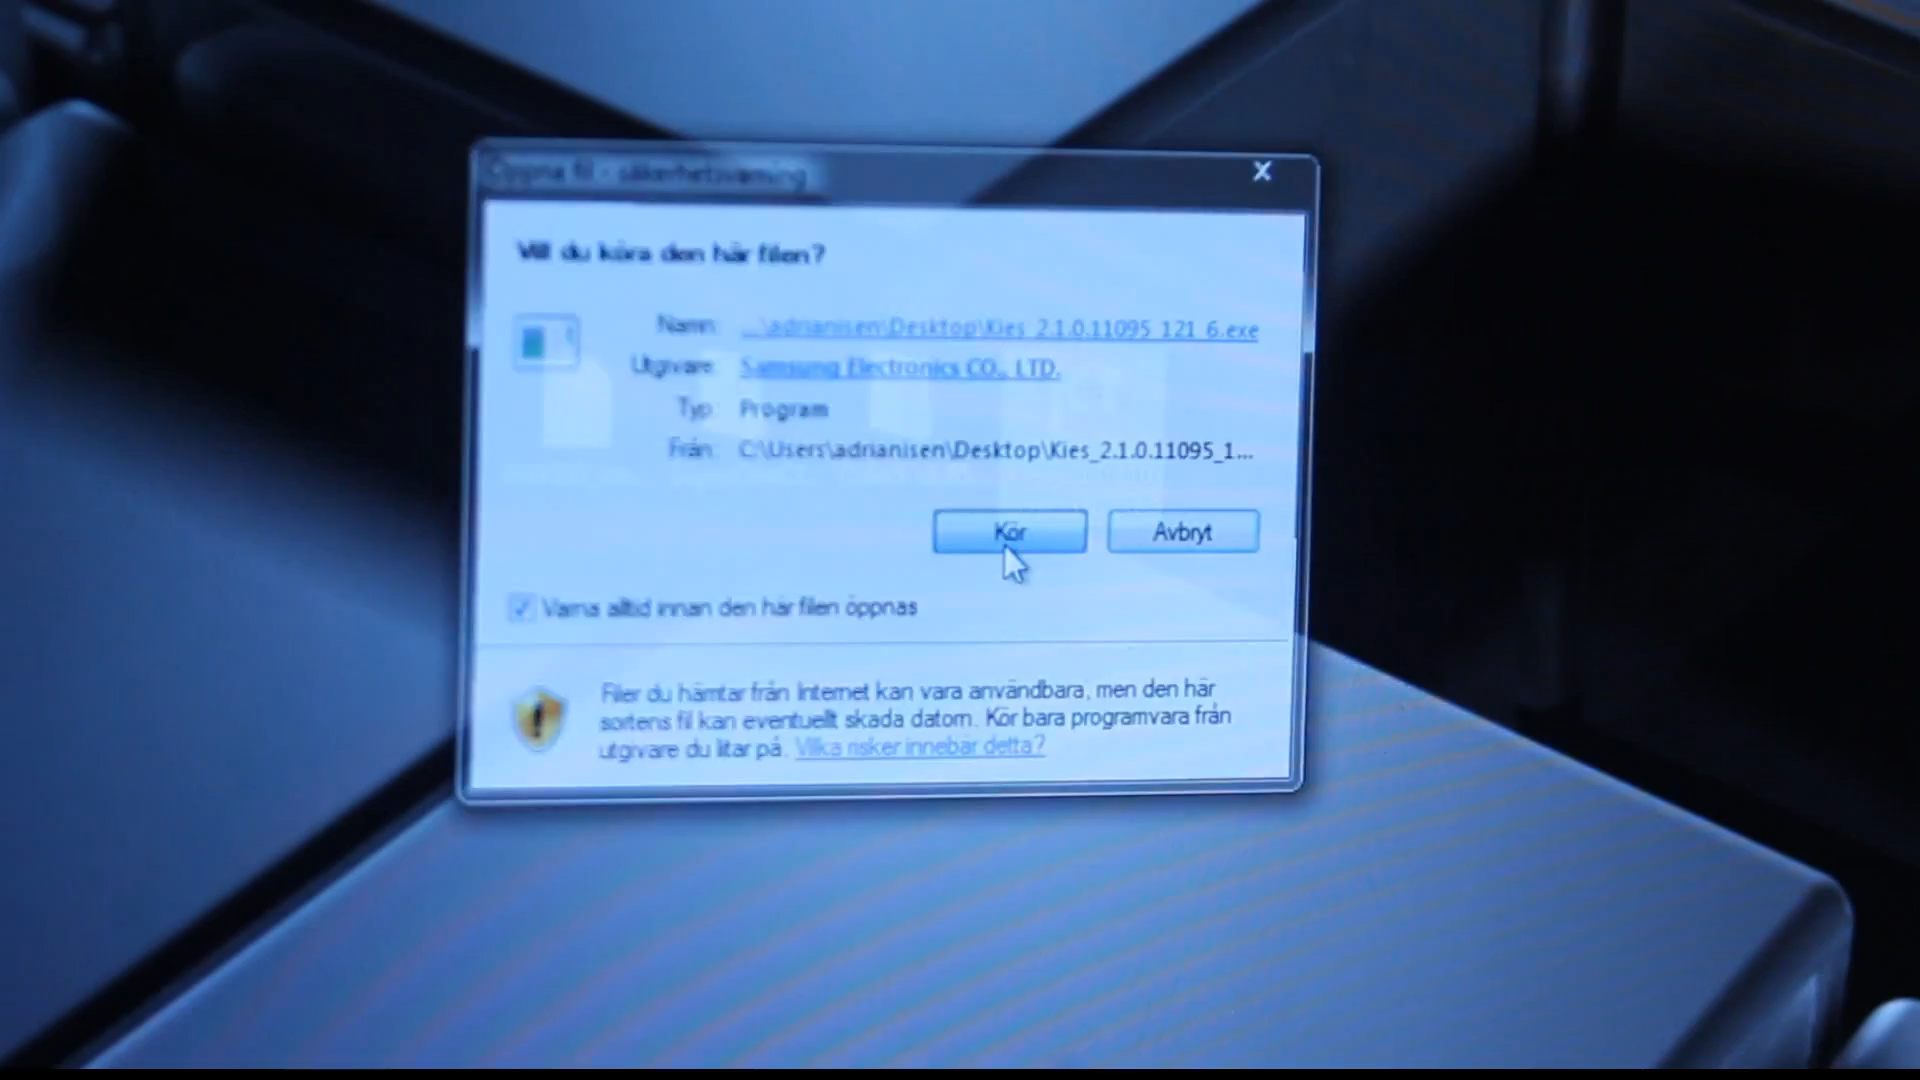 Öppna fil - säkerhetsvarning
Vill du köra den här filen?
Namn: ...\adrianisen\Desktop\Kies_2.1.0.11095_121_6.exe
Utgivare: Samsung Electronics CO., LTD.
Typ: Program
Från: C:\Users\adrianisen\Desktop\Kies_2.1.0.11095_1...
Kör Avbryt
Varna alltid innan den här filen öppnas
Filer du hämtar från Internet kan vara användbara, men den här
sortens fil kan eventuellt skada datorn. Kör bara programvara från
utgivare du litar på. Vilka risker innebär detta?